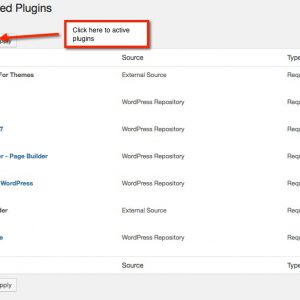 ed Plugins
Click here to active
plugins
pply
Source Type
For Themes External Source Requ
WordPress Repository Requ
7 WordPress Repository Requ
r - Page Builder WordPress Repository Requ
WordPress WordPress Repository Requ
der External Source Requ
e WordPress Repository Requ
Source Type
pply